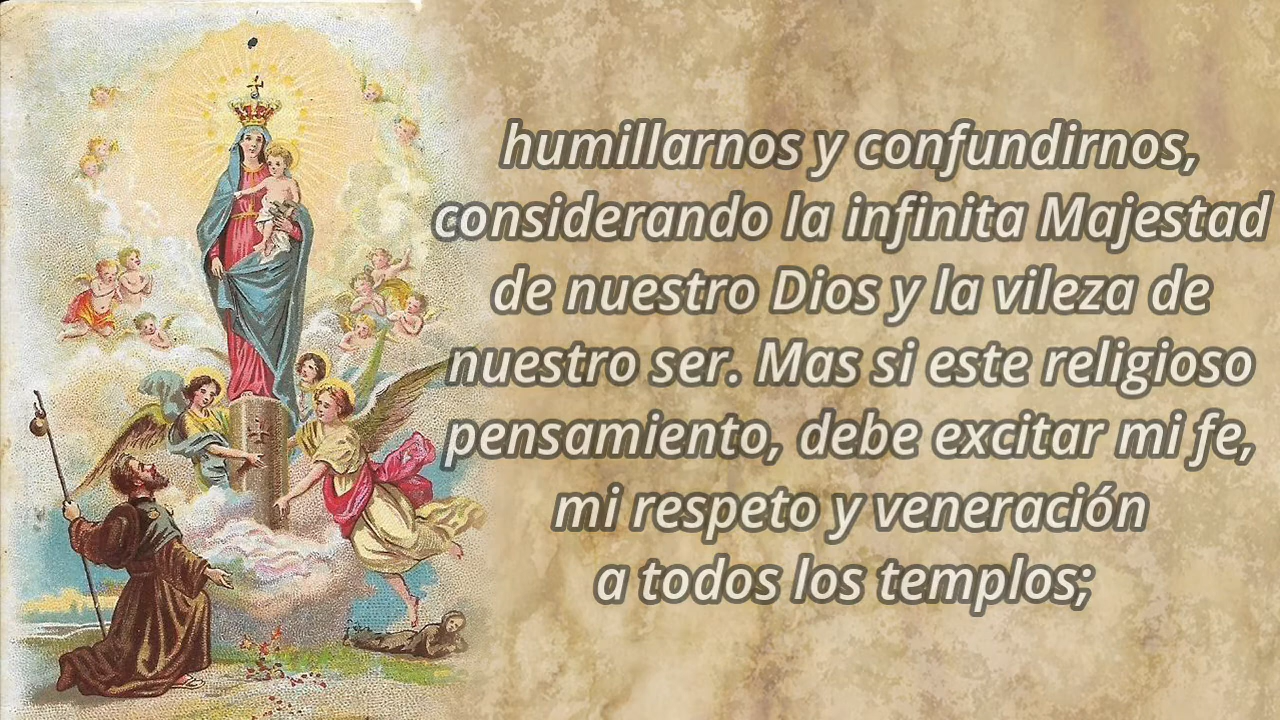 humillarnos y confundirnos,
considerando la infinita Majestad
de nuestro Dios y la vileza de
nuestro ser. Mas si este religioso
pensamiento, debe excitar mi fe,
mi respeto y veneración
a todos los templos;